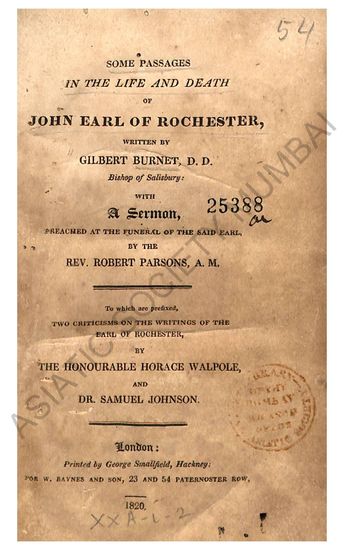 54
SOME PASSAGES
IN THE LIFE AND DEATH
OF
JOHN EARL OF ROCHESTER,
WRITTEN BY
GILBERT BURNET, D. D.
Bishop of Salisbury:
WITH
A Sermon,
25388
PREACHED AT THE FUNERAL OF THE SAID EARL,
BY THE
REV. ROBERT PARSONS, A. M.
To which are prefixed,
TWO CRITICISMS ON THE WRITINGS OF THE
EARL OF ROCHESTER,
BY
THE HONOURABLE HORACE WALPOLE,
AND
DR. SAMUEL JOHNSON.
London:
Printed by George Smallfield, Hackney:
FOR W. BAYNES AND SON, 23 AND 54 PATERNOSTER ROW,
1820.
XXA-1-2
ASIATIC SOCIETY MUMBAI
BOMBAY